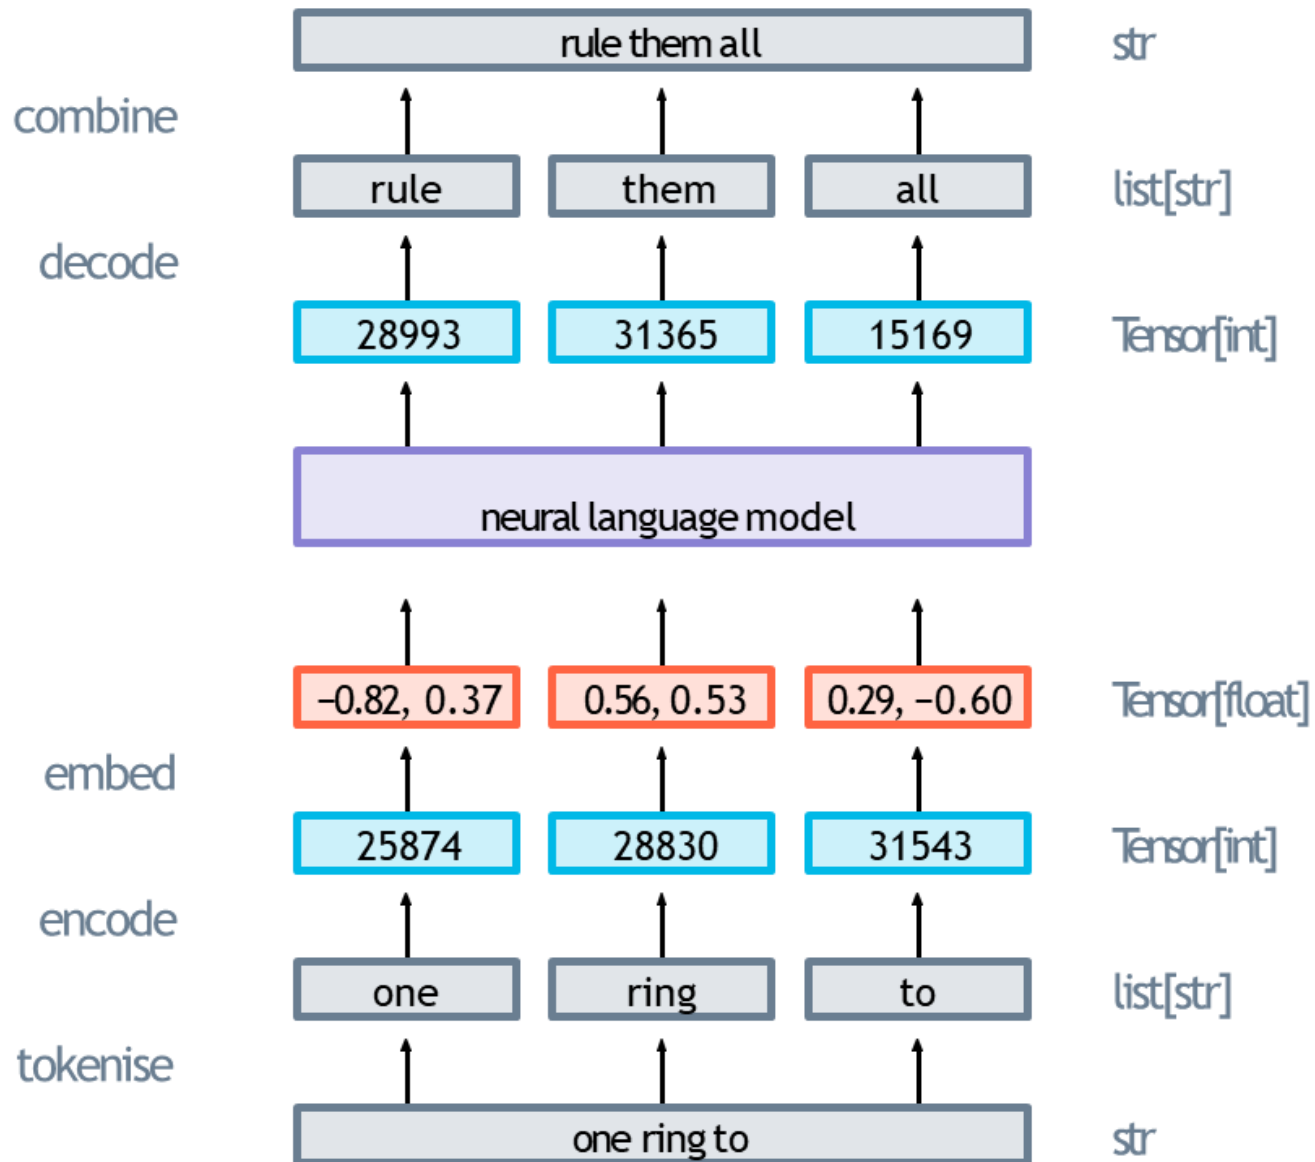 rule them all str
combine
rule them all list[str]
decode
28993 31365 15169 Tensor[int]
neural language model
−0.82, 0.37 0.56, 0.53 0.29, −0.60 Tensor[float]
embed
25874 28830 31543 Tensor[int]
encode
one ring to list[str]
tokenise
one ring to str